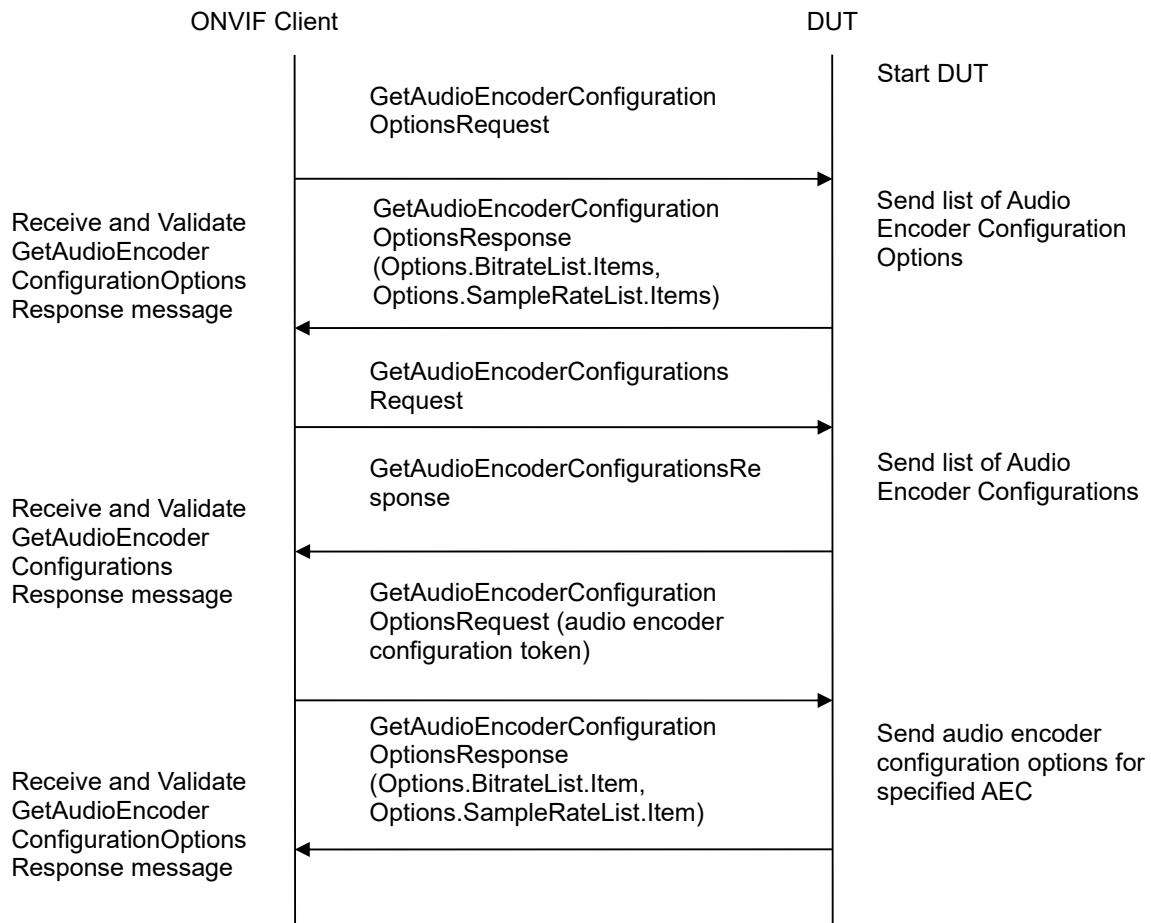 ONVIF Client
DUT
Start DUT
GetAudioEncoderConfiguration
OptionsRequest
Send list of Audio
Encoder Configuration
Options
Receive and Validate
GetAudioEncoder
ConfigurationOptions
Response message
GetAudioEncoderConfiguration
OptionsResponse
(Options.BitrateList.Items,
Options.SampleRateList.Items)
GetAudioEncoderConfigurations
Request
Send list of Audio
Encoder Configurations
GetAudioEncoderConfigurationsRe
sponse
Receive and Validate
GetAudioEncoder
Configurations
Response message
GetAudioEncoderConfiguration
OptionsRequest (audio encoder
configuration token)
GetAudioEncoderConfiguration
OptionsResponse
(Options.BitrateList.Item,
Options.SampleRateList.Item)
Send audio encoder
configuration options for
specified AEC
Receive and Validate
GetAudioEncoder
ConfigurationOptions
Response message